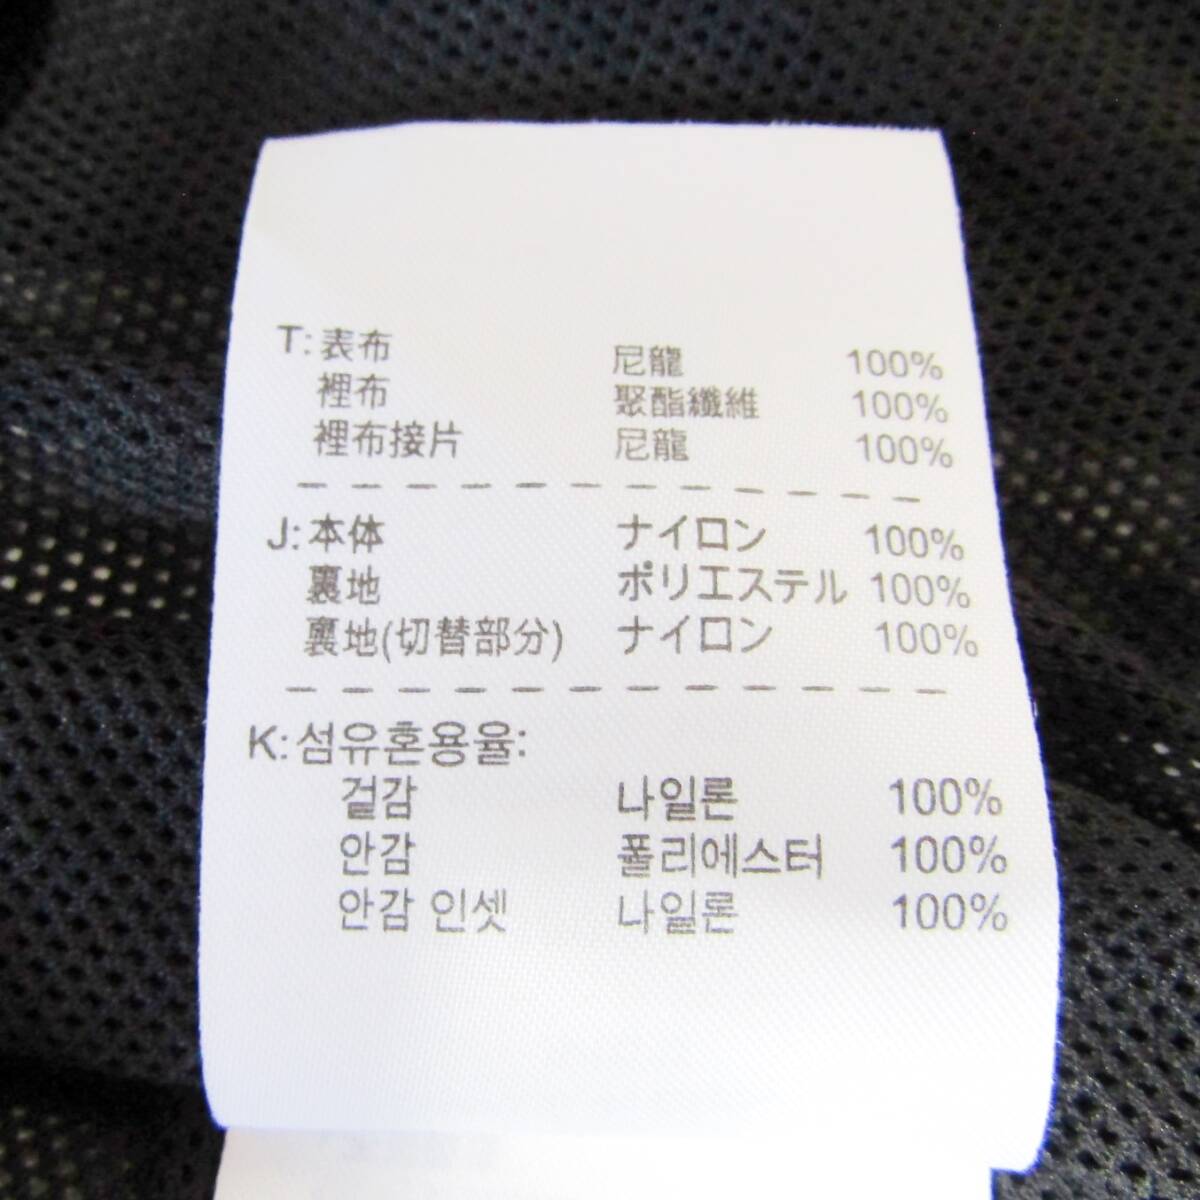 T:表布 尼龍 100%
裡布 聚酯纖維 100%
裡布接片 尼龍 100%
J:本体 ナイロン 100%
裏地 ポリエステル 100%
裏地(切替部分) ナイロン 100%
K:섬유혼용율:
겉감 나일론 100%
안감 폴리에스터 100%
안감 인셋 나일론 100%